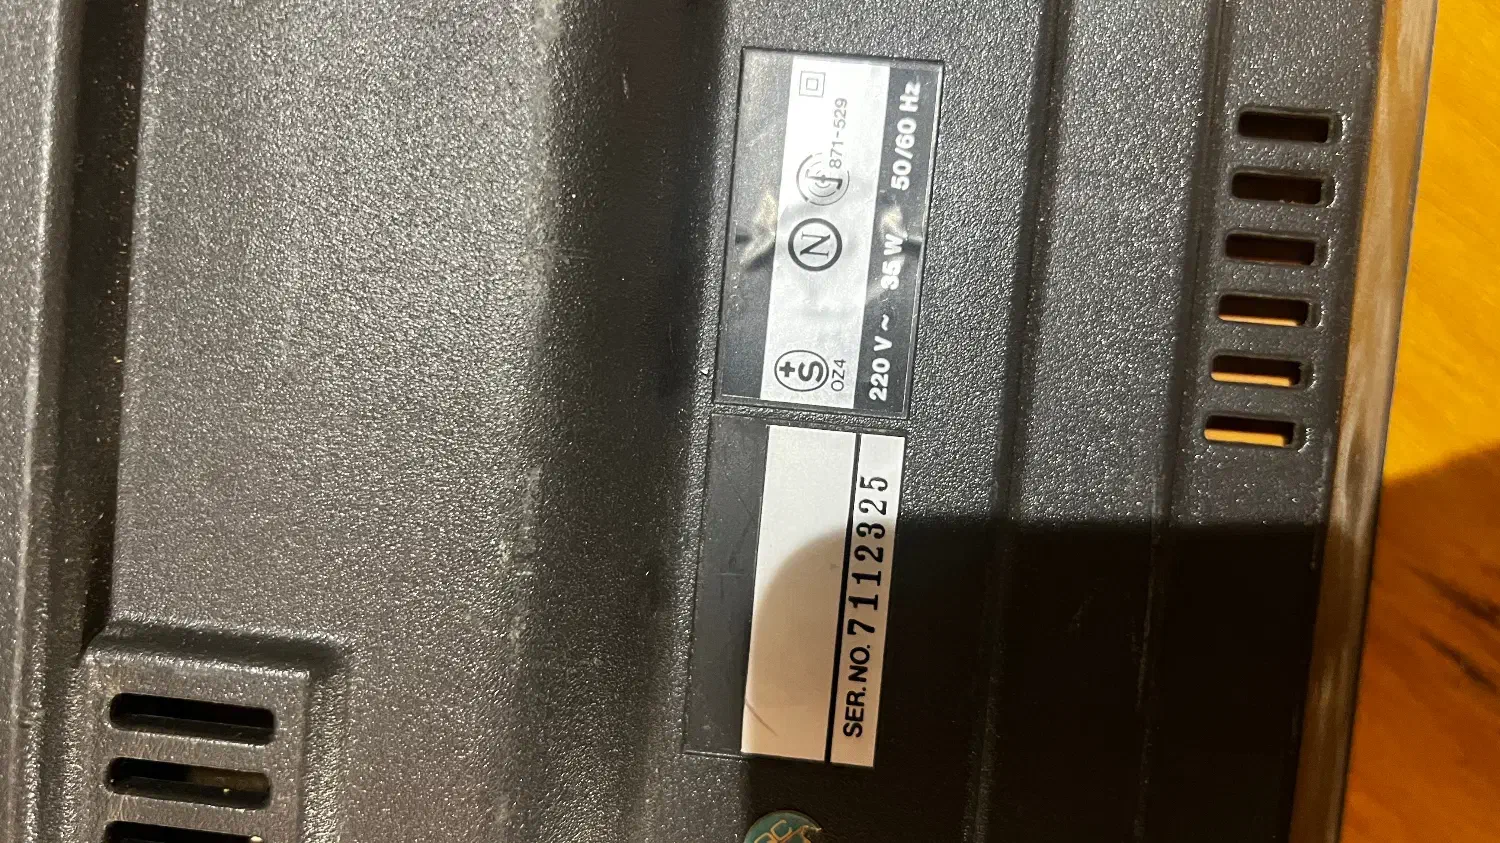 S
OZ4
N
871-529
220 V ~ 35 W 50/60 Hz
SER.NO. 7112325